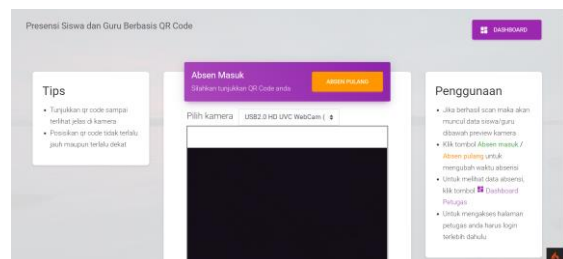 Presensi Siswa dan Guru Berbasis QR Code
DASHBOARD
Tips
• Tunjukkan qr code sampai
terlihat jelas di kamera
• Posisikan qr code tidak terlalu
jauh maupun terlalu dekat
Absen Masuk
Silahkan tunjukkan QR Code anda
ABSEN PULANG
Pilih kamera
USB2.0 HD UVC WebCam (
Penggunaan
• Jika berhasil scan maka akan
muncul data siswa/guru
dibawah preview kamera
• Klik tombol Absen masuk /
Absen pulang untuk
mengubah waktu absensi
• Untuk melihat data absensi,
klik tombol Dashboard
Petugas
• Untuk mengakses halaman
petugas anda harus login
terlebih dahulu